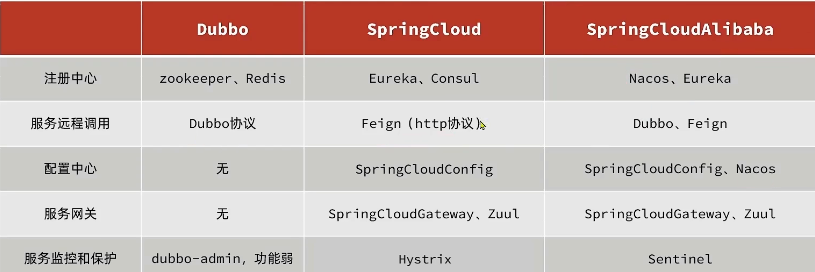 Dubbo SpringCloud SpringCloudAlibaba
注册中心 zookeeper、Redis Eureka、Consul Nacos、Eureka
服务远程调用 Dubbo协议 Feign（http协议） Dubbo、Feign
配置中心 无 SpringCloudConfig SpringCloudConfig、Nacos
服务网关 无 SpringCloudGateway、Zuul SpringCloudGateway、Zuul
服务监控和保护 dubbo-admin，功能弱 Hystrix Sentinel